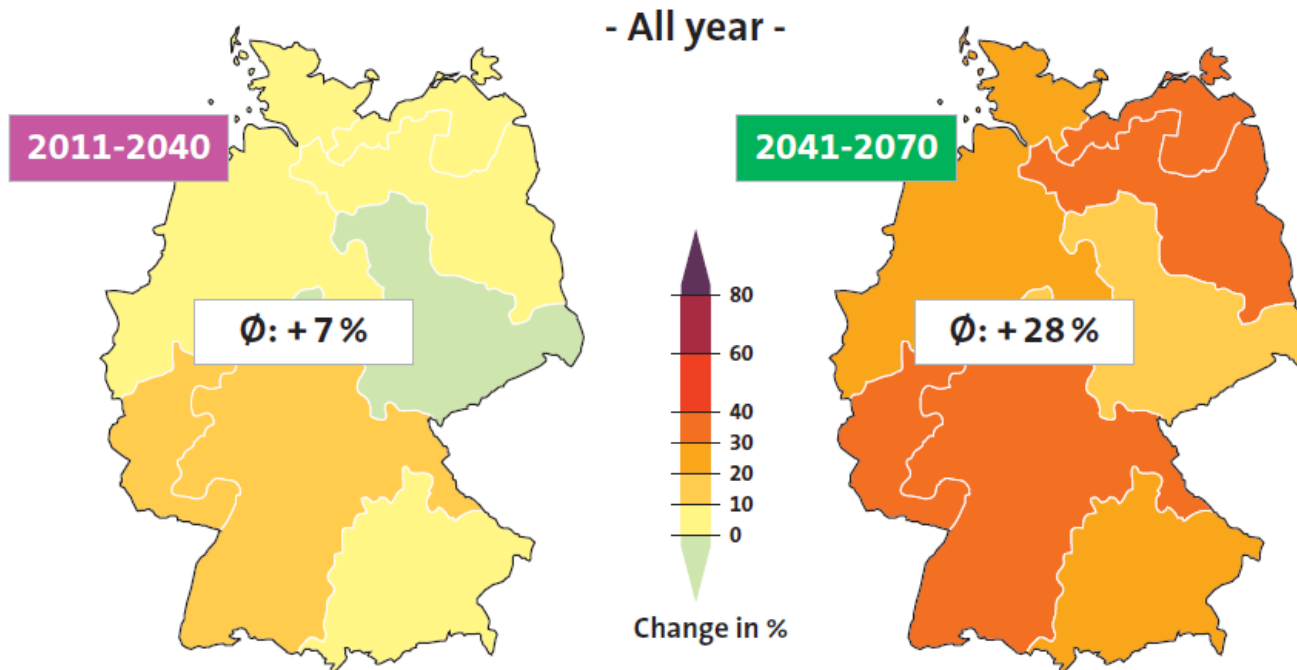 - All year -
2011-2040
2041-2070
Ø: + 7 %
Ø: + 28 %
80
60
40
30
20
10
0
Change in %